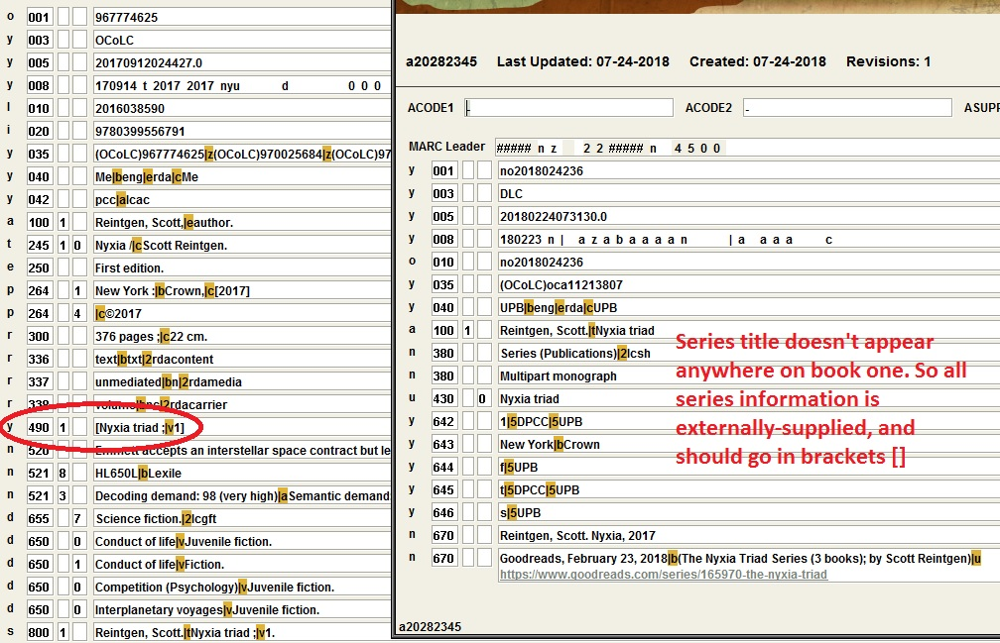 o 001 967774625
y 003 OCoLC
y 005 20170912024427.0
y 008 170914 t 2017 2017 nyu d 0 0 0
l 010 2016038590
i 020 9780399556791
y 035 (OCoLC)967774625|z(OCoLC)970025684|z(OCoLC)97
y 040 Me|beng|erda|cMe
y 042 pcc|alcac
a 100 1 Reintgen, Scott,|eauthor.
t 245 1 0 Nyxia /|cScott Reintgen.
e 250 First edition.
p 264 1 New York :|bCrown,|c[2017]
p 264 4 |c©2017
r 300 376 pages ;|c22 cm.
r 336 text|btxt|2rdacontent
r 337 unmediated|bn|2rdamedia
r 338 volume|bnc|2rdacarrier
y 490 1 [Nyxia triad ;|v1]
n 520 Emmett accepts an interstellar space contract but le
n 521 8 HL650L|bLexile
n 521 3 Decoding demand: 98 (very high)|aSemantic demand:
d 655 7 Science fiction.|2lcgft
d 650 0 Conduct of life|vJuvenile fiction.
d 650 1 Conduct of life|vFiction.
d 650 0 Competition (Psychology)|vJuvenile fiction.
d 650 0 Interplanetary voyages|vJuvenile fiction.
s 800 1 Reintgen, Scott.|tNyxia triad ;|v1.
a20282345 Last Updated: 07-24-2018 Created: 07-24-2018 Revisions: 1
ACODE1 - ACODE2 - ASUPP
MARC Leader ##### n z 2 2 ##### n 4 5 0 0
y 001 no2018024236
y 003 DLC
y 005 20180224073130.0
y 008 180223 n | a z a b a a a a n | a a a a c
o 010 no2018024236
y 035 (OCoLC)oca11213807
y 040 UPB|beng|erda|cUPB
a 100 1 Reintgen, Scott.|tNyxia triad
n 380 Series (Publications)|2lcsh
n 380 Multipart monograph
u 430 0 Nyxia triad
y 642 1|5DPCC|5UPB
y 643 New York|bCrown
y 644 f|5UPB
y 645 t|5DPCC|5UPB
y 646 s|5UPB
n 670 Reintgen, Scott. Nyxia, 2017
n 670 Goodreads, February 23, 2018|b(The Nyxia Triad Series (3 books); by Scott Reintgen)|u
https://www.goodreads.com/series/165970-the-nyxia-triad
Series title doesn't appear
anywhere on book one. So all
series information is
externally-supplied, and
should go in brackets []
a20282345